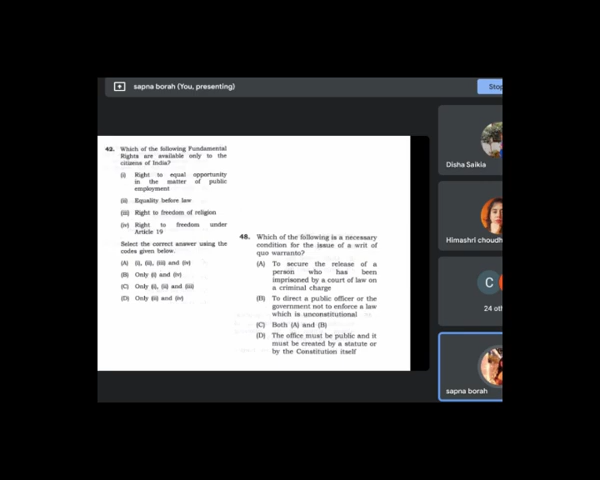 sapna borah (You, presenting)
Stop
42. Which of the following Fundamental
Rights are available only to the
citizens of India?
(i) Right to equal opportunity
in the matter of public
employment
(ii) Equality before law
(iii) Right to freedom of religion
(iv) Right to freedom under
Article 19
Select the correct answer using the
codes given below.
(A) (i), (ii), (iii) and (iv)
(B) Only (i) and (iv)
(C) Only (i), (ii) and (iii)
(D) Only (ii) and (iv)
48. Which of the following is a necessary
condition for the issue of a writ of
quo warranto?
(A) To secure the release of a
person who has been
imprisoned by a court of law on
a criminal charge
(B) To direct a public officer or the
government not to enforce a law
which is unconstitutional
(C) Both (A) and (B)
(D) The office must be public and it
must be created by a statute or
by the Constitution itself
Disha Saikia
Himashri choudh
C
24 ot
sapna borah